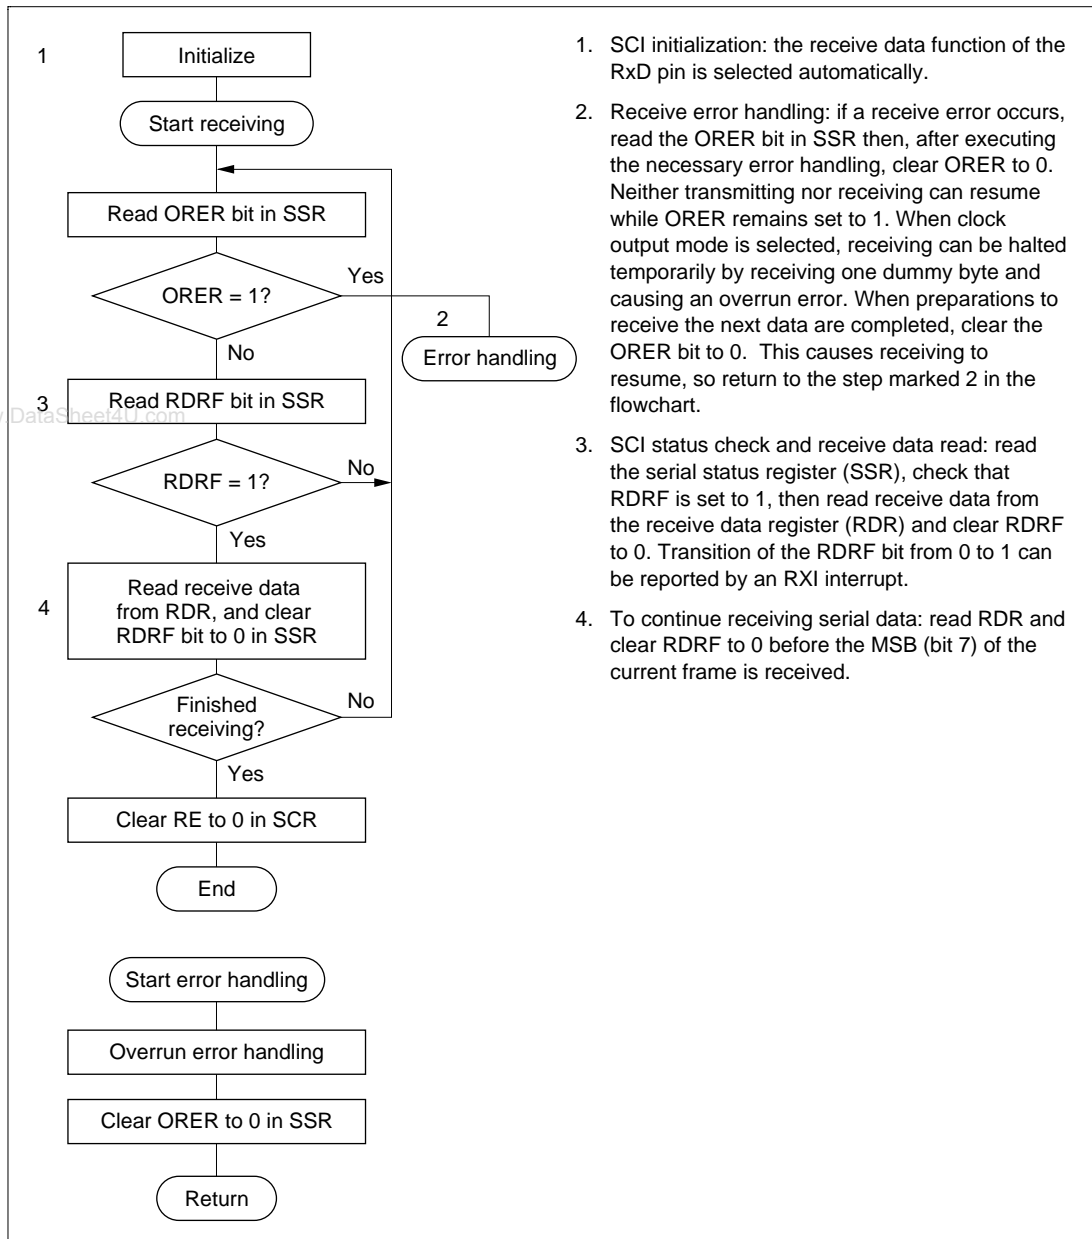 1
Initialize
Start receiving
Read ORER bit in SSR
ORER = 1?
Yes
2
Error handling
No
3
Read RDRF bit in SSR
.DataSheet4U.com
RDRF = 1?
No
Yes
4
Read receive data
from RDR, and clear
RDRF bit to 0 in SSR
Finished
receiving?
No
Yes
Clear RE to 0 in SCR
End
Start error handling
Overrun error handling
Clear ORER to 0 in SSR
Return
1. SCI initialization: the receive data function of the
RxD pin is selected automatically.
2. Receive error handling: if a receive error occurs,
read the ORER bit in SSR then, after executing
the necessary error handling, clear ORER to 0.
Neither transmitting nor receiving can resume
while ORER remains set to 1. When clock
output mode is selected, receiving can be halted
temporarily by receiving one dummy byte and
causing an overrun error. When preparations to
receive the next data are completed, clear the
ORER bit to 0.  This causes receiving to
resume, so return to the step marked 2 in the
flowchart.
3. SCI status check and receive data read: read
the serial status register (SSR), check that
RDRF is set to 1, then read receive data from
the receive data register (RDR) and clear RDRF
to 0. Transition of the RDRF bit from 0 to 1 can
be reported by an RXI interrupt.
4. To continue receiving serial data: read RDR and
clear RDRF to 0 before the MSB (bit 7) of the
current frame is received.